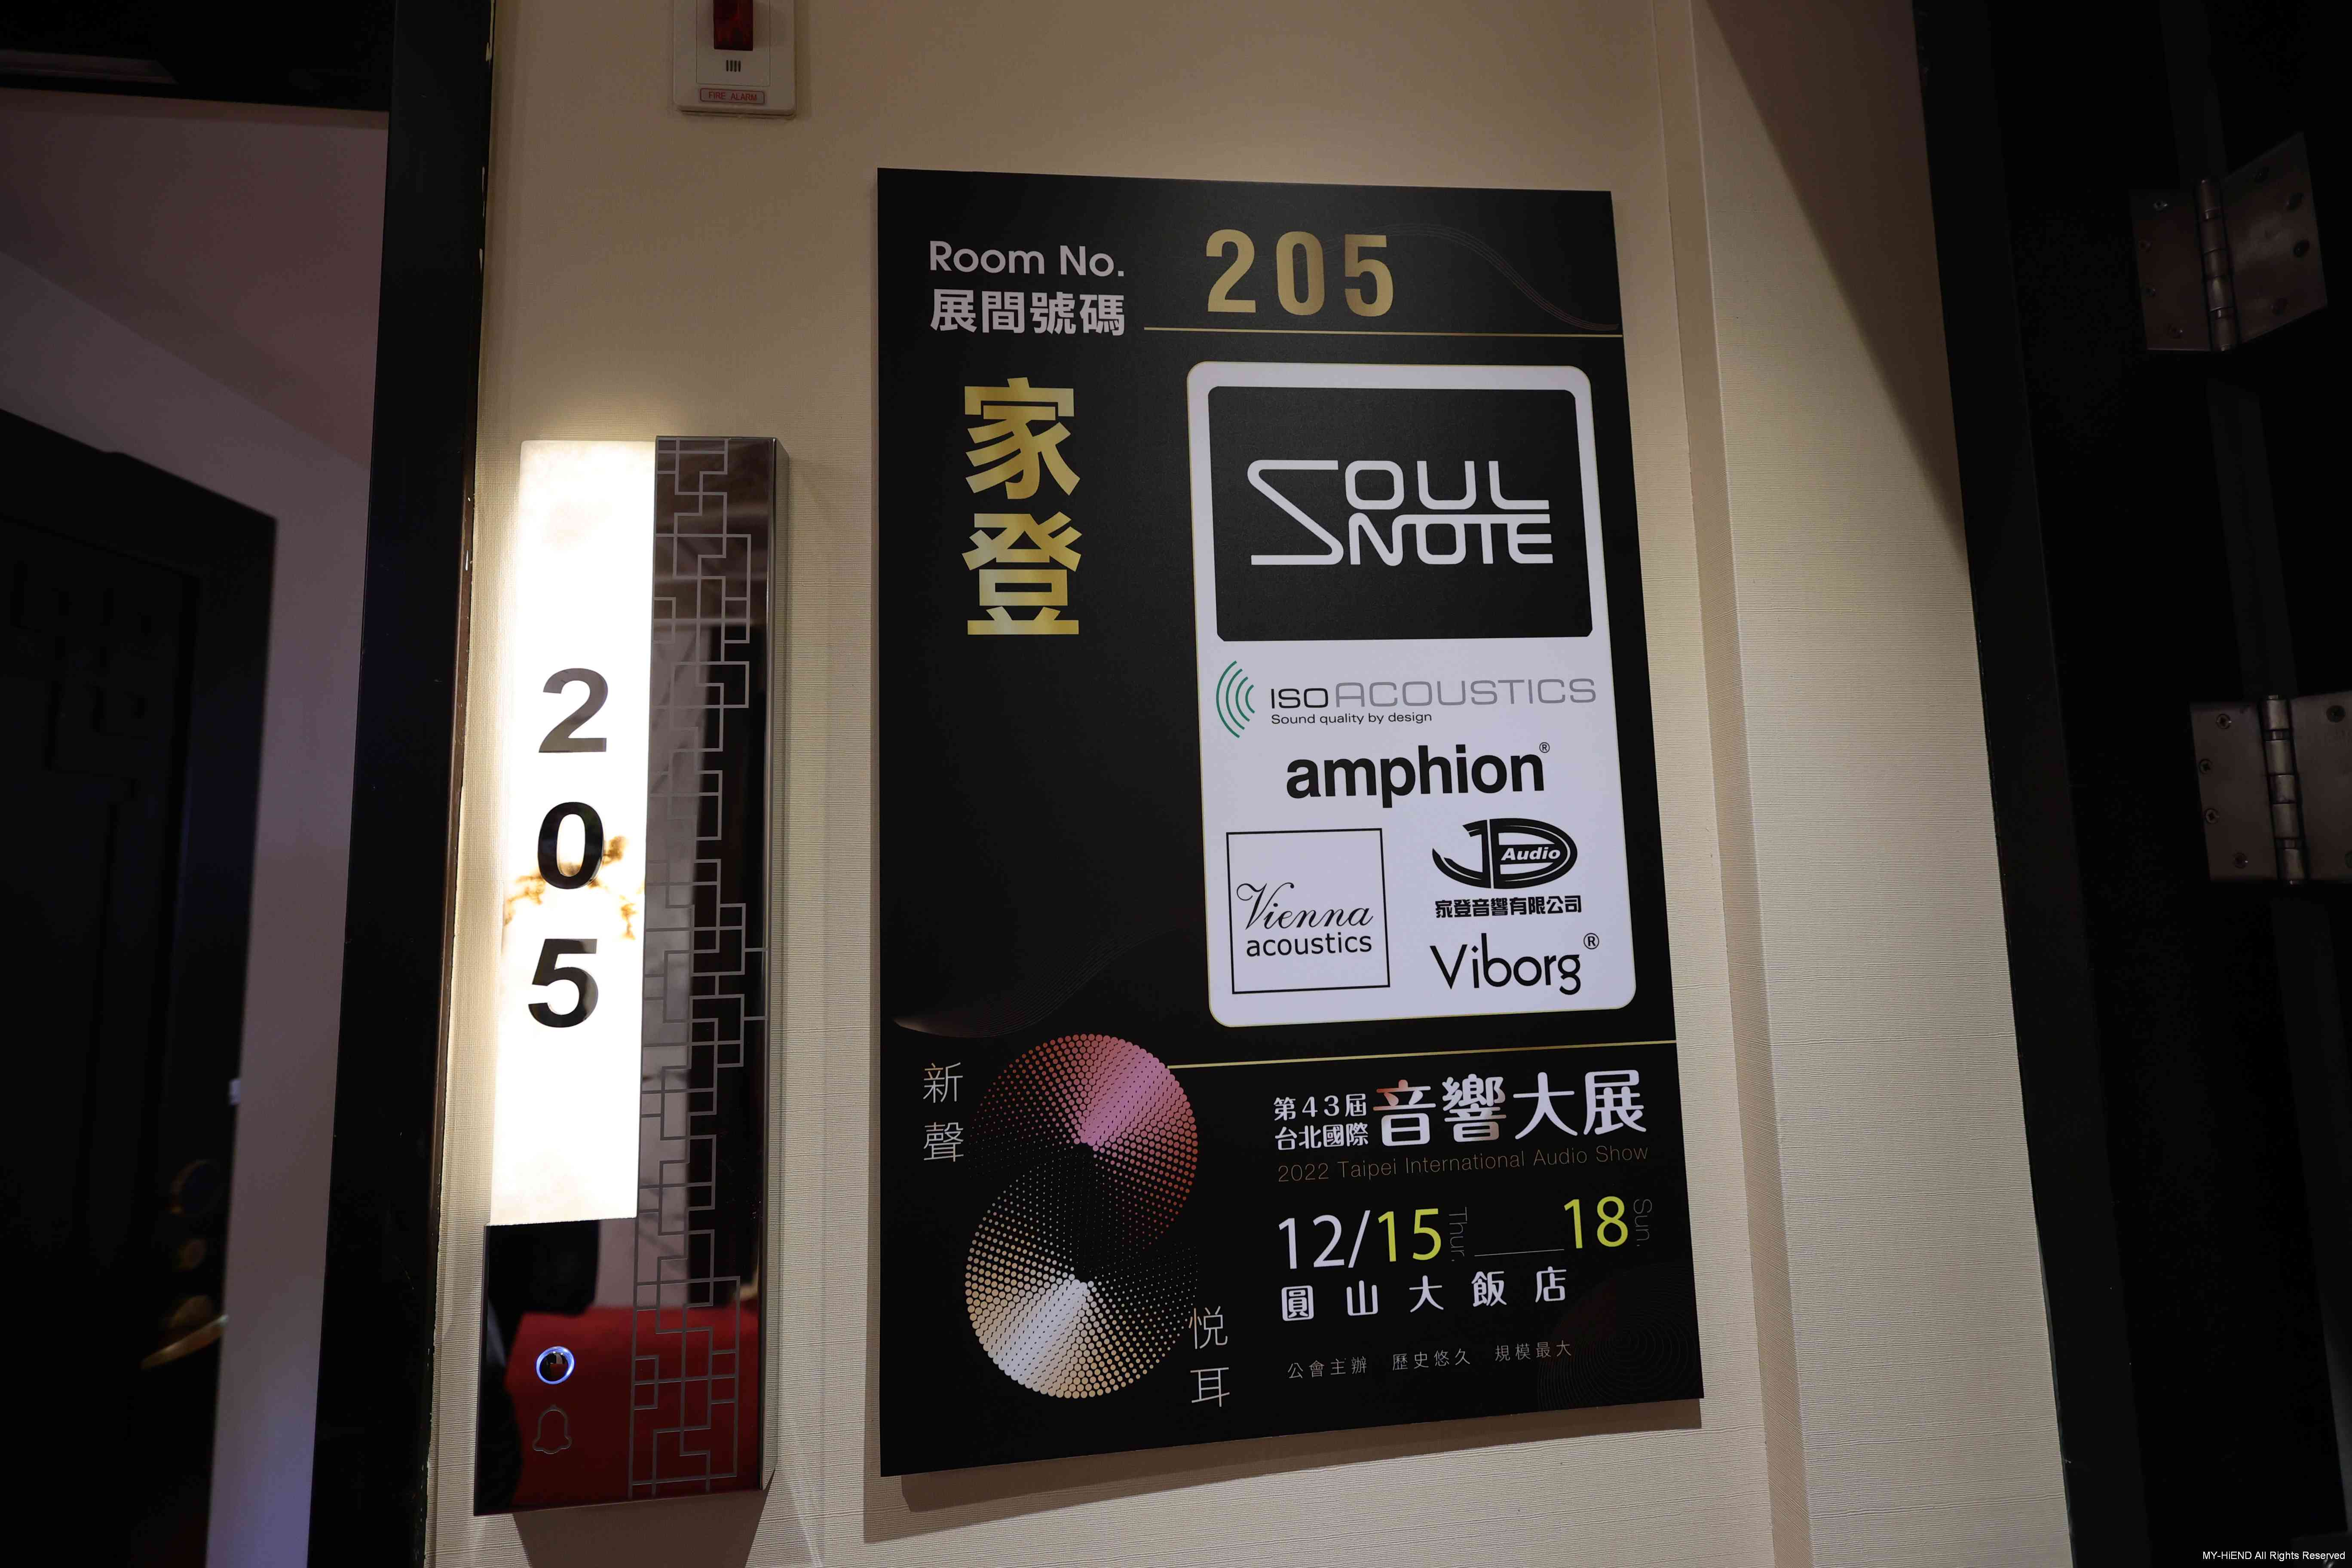 FIRE ALARM
205
Room No.
展間號碼
205
家登
SOUL
NOTE
ISOACOUSTICS
Sound quality by design
amphion®
Vienna
acoustics
JD Audio
家登音響有限公司
Viborg®
新聲
悦耳
第43屆
台北國際
音響大展
2022 Taipei International Audio Show
12/15 Thur. 18 Sun.
圓山大飯店
公會主辦 歷史悠久 規模最大
MY-HiEND All Rights Reserved